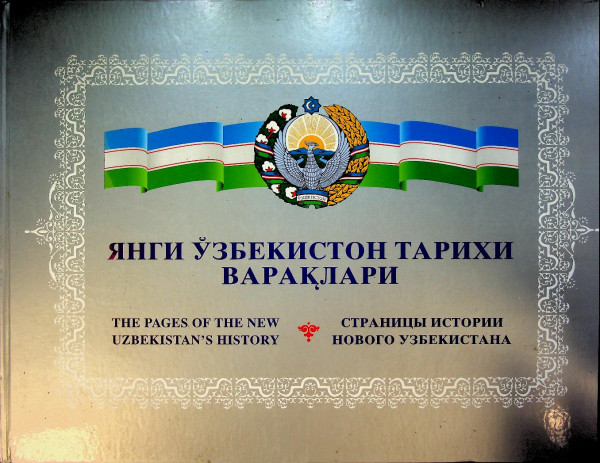 ЯНГИ ЎЗБЕКИСТОН ТАРИХИ
ВАРАҚЛАРИ
THE PAGES OF THE NEW
UZBEKISTAN'S HISTORY
СТРАНИЦЫ ИСТОРИИ
НОВОГО УЗБЕКИСТАНА